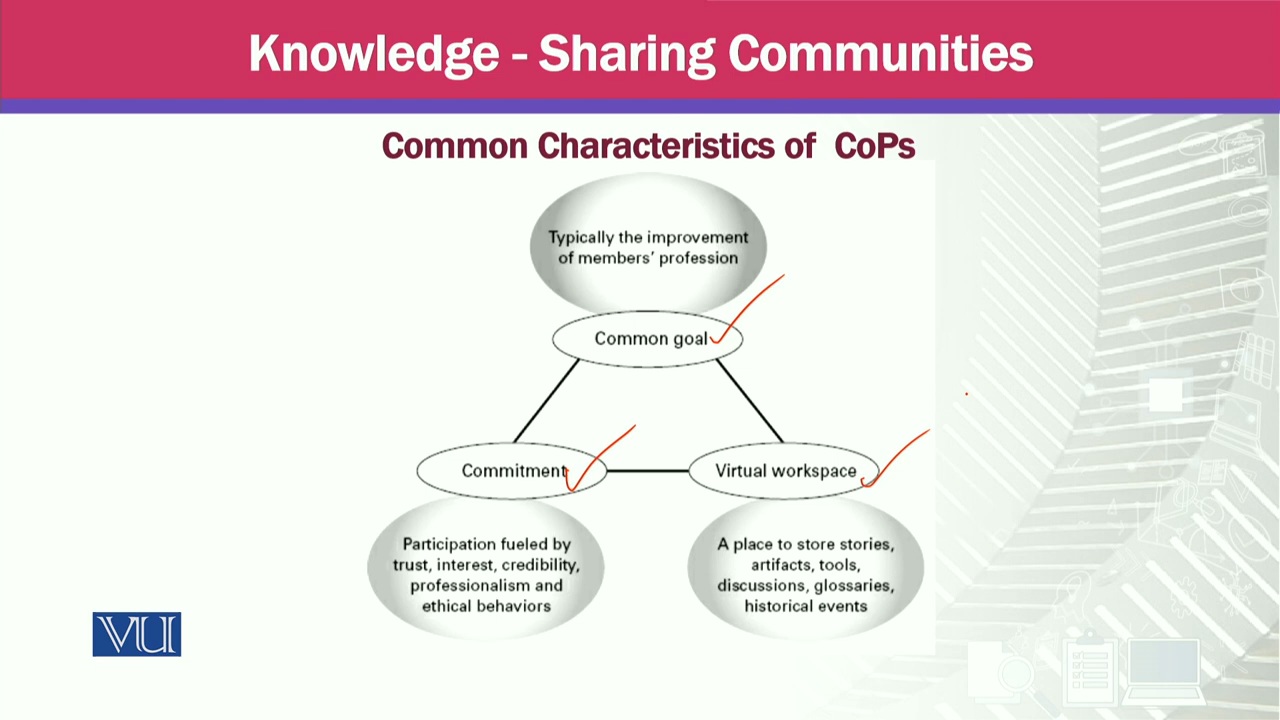 Knowledge - Sharing Communities
Common Characteristics of CoPs
Typically the improvement
of members' profession
Common goal
Commitment
Virtual workspace
Participation fueled by
trust, interest, credibility,
professionalism and
ethical behaviors
A place to store stories,
artifacts, tools,
discussions, glossaries,
historical events
VU